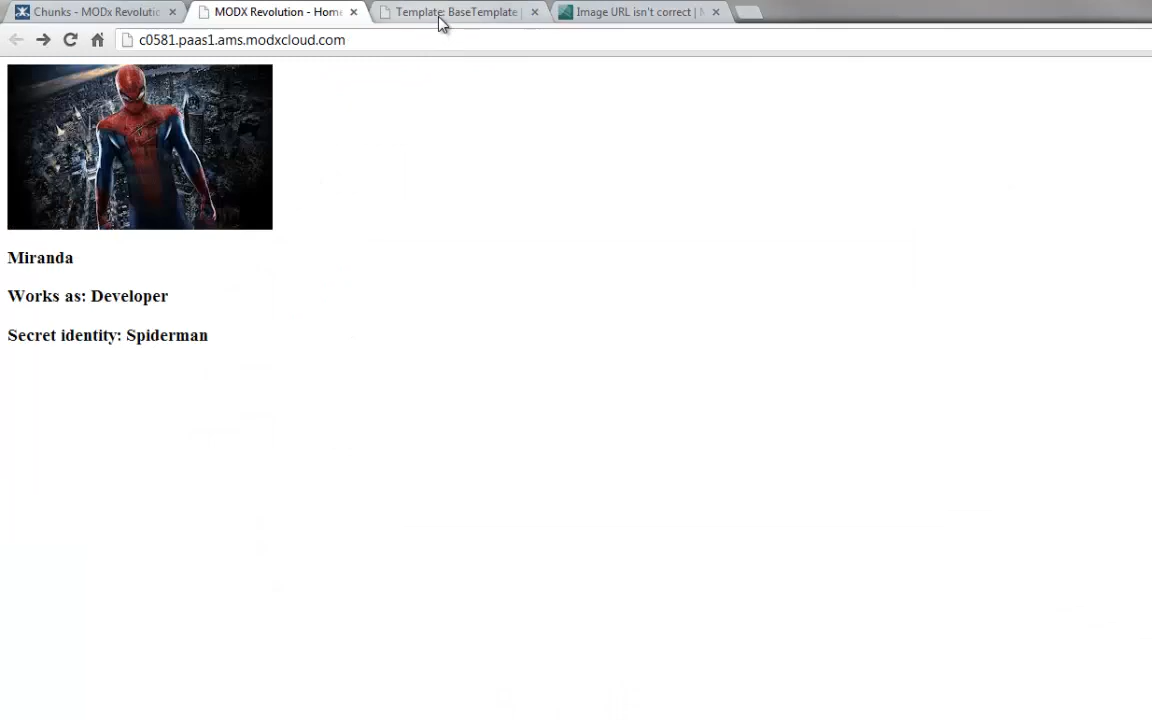 Chunks - MODx Revolutic
MODX Revolution - Home
Template: BaseTemplate |
Image URL isn't correct |
c0581.paas1.ams.modxcloud.com
Miranda
Works as: Developer
Secret identity: Spiderman